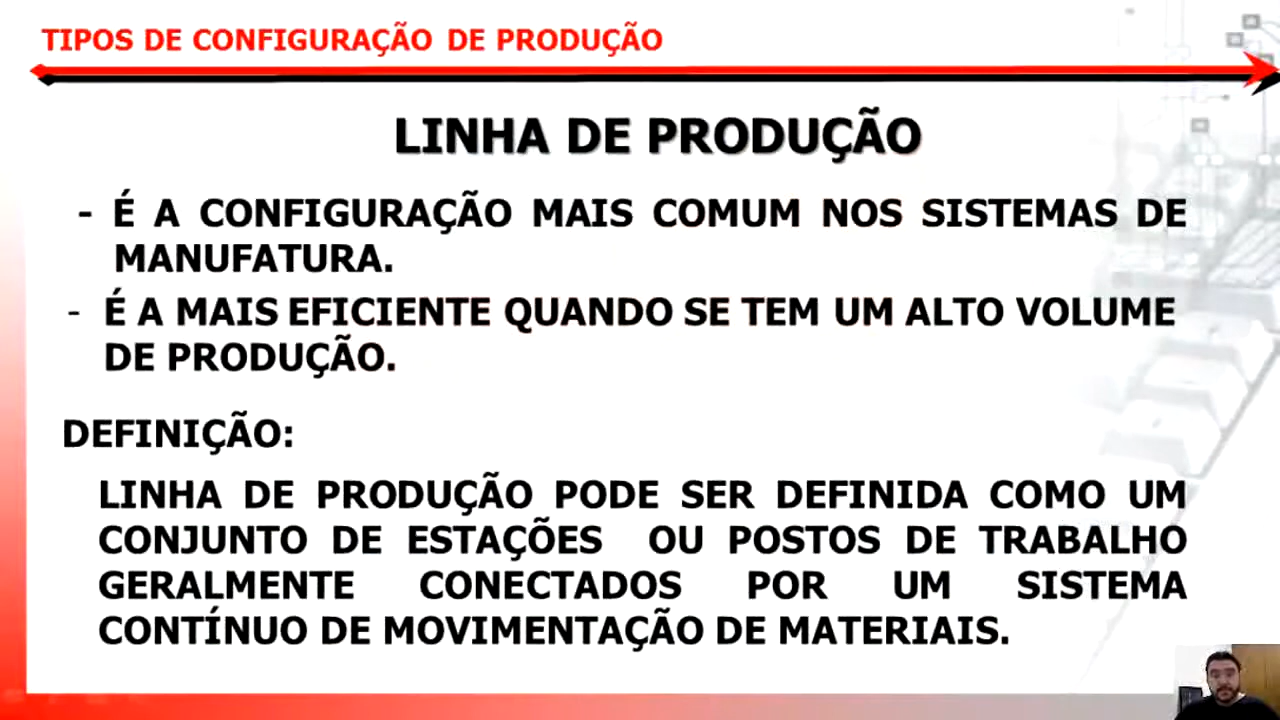 TIPOS DE CONFIGURAÇÃO DE PRODUÇÃO
LINHA DE PRODUÇÃO
- É A CONFIGURAÇÃO MAIS COMUM NOS SISTEMAS DE
MANUFATURA.
- É A MAIS EFICIENTE QUANDO SE TEM UM ALTO VOLUME
DE PRODUÇÃO.
DEFINIÇÃO:
LINHA DE PRODUÇÃO PODE SER DEFINIDA COMO UM
CONJUNTO DE ESTAÇÕES OU POSTOS DE TRABALHO
GERALMENTE CONECTADOS POR UM SISTEMA
CONTÍNUO DE MOVIMENTAÇÃO DE MATERIAIS.